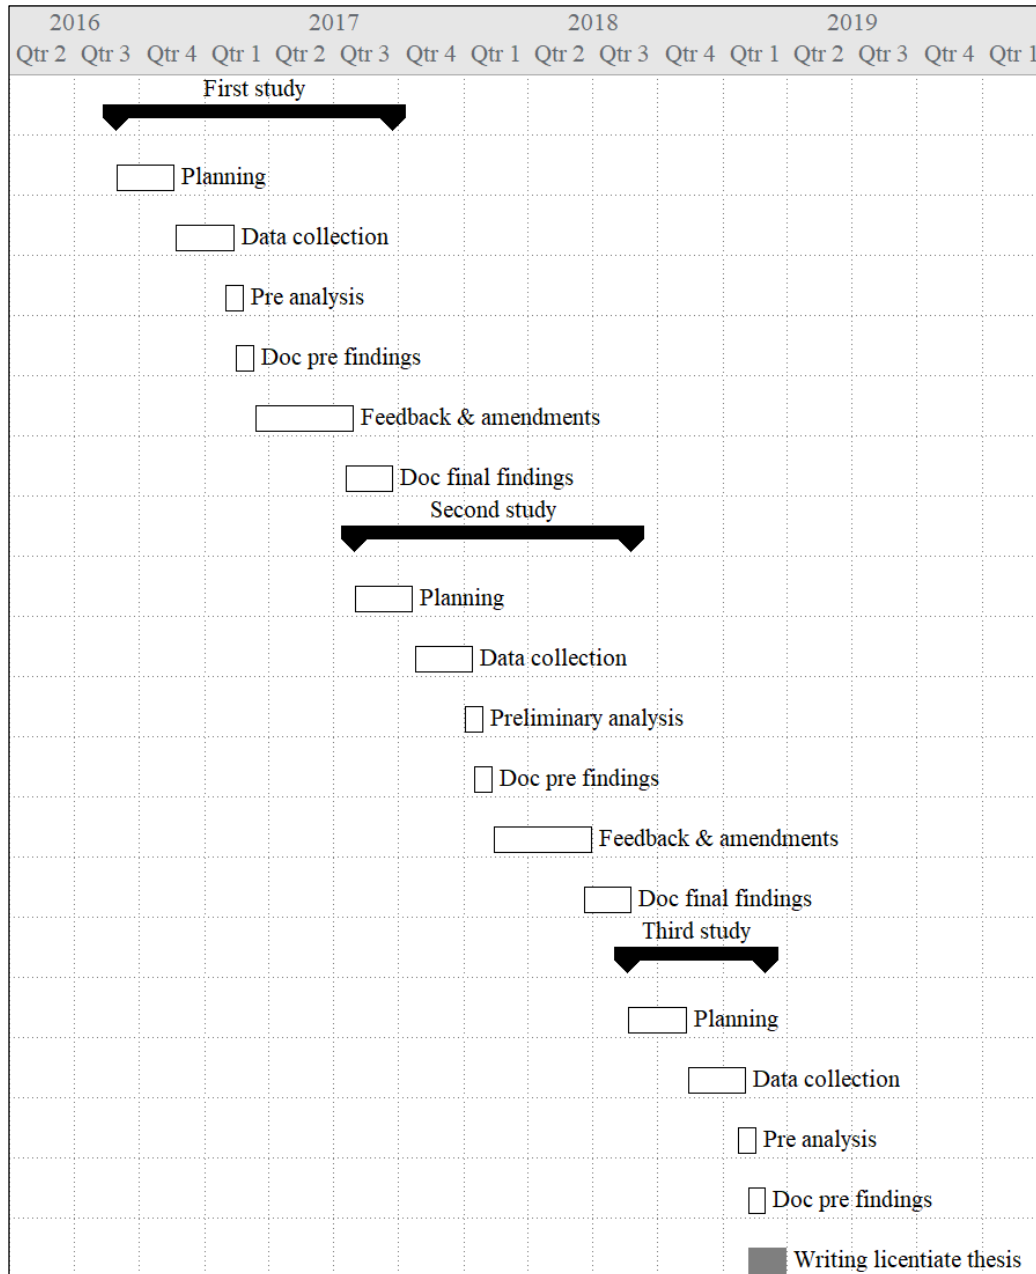 2016 2017 2018 2019
Qtr 2 Qtr 3 Qtr 4 Qtr 1 Qtr 2 Qtr 3 Qtr 4 Qtr 1 Qtr 2 Qtr 3 Qtr 4 Qtr 1 Qtr 2 Qtr 3 Qtr 4 Qtr 1
First study
Planning
Data collection
Pre analysis
Doc pre findings
Feedback & amendments
Doc final findings
Second study
Planning
Data collection
Preliminary analysis
Doc pre findings
Feedback & amendments
Doc final findings
Third study
Planning
Data collection
Pre analysis
Doc pre findings
Writing licentiate thesis